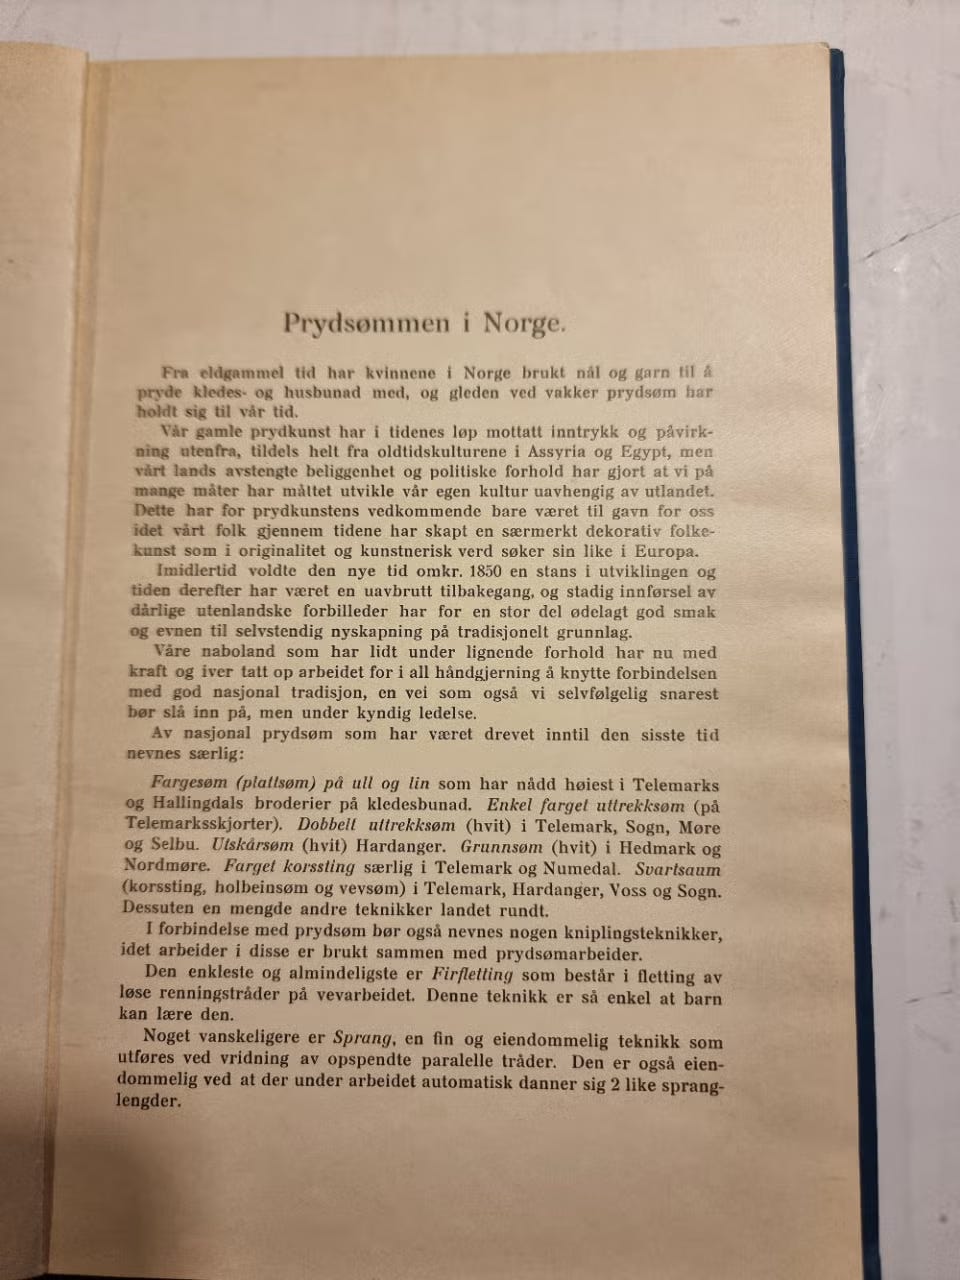 Prydsømmen i Norge.
Fra eldgammel tid har kvinnene i Norge brukt nål og garn til å
pryde kledes- og husbunad med, og gleden ved vakker prydsøm har
holdt sig til vår tid.
Vår gamle prydkunst har i tidenes løp mottatt inntrykk og påvirk-
ning utenfra, tildels helt fra oldtidskulturene i Assyria og Egypt, men
vårt lands avstengte beliggenhet og politiske forhold har gjort at vi på
mange måter har måttet utvikle vår egen kultur uavhengig av utlandet.
Dette har for prydkunstens vedkommende bare været til gavn for oss
idet vårt folk gjennem tidene har skapt en særmerkt dekorativ folke-
kunst som i originalitet og kunstnerisk verd søker sin like i Europa.
Imidlertid voldte den nye tid omkr. 1850 en stans i utviklingen og
tiden derefter har været en uavbrutt tilbakegang, og stadig innførsel av
dårlige utenlandske forbilleder har for en stor del ødelagt god smak
og evnen til selvstendig nyskapning på tradisjonelt grunnlag.
Våre naboland som har lidt under lignende forhold har nu med
kraft og iver tatt op arbeidet for i all håndgjerning å knytte forbindelsen
med god nasjonal tradisjon, en vei som også vi selvfølgelig snarest
bør slå inn på, men under kyndig ledelse.
Av nasjonal prydsøm som har været drevet inntil den sisste tid
nevnes særlig:
Fargesøm (plattsøm) på ull og lin som har nådd høiest i Telemarks
og Hallingdals broderier på kledesbunad. Enkel farget uttrekksøm (på
Telemarksskjorter). Dobbelt uttrekksøm (hvit) i Telemark, Sogn, Møre
og Selbu. Utskårsøm (hvit) Hardanger. Grunnsøm (hvit) i Hedmark og
Nordmøre. Farget korssting særlig i Telemark og Numedal. Svartsaum
(korssting, holbeinsøm og vevsøm) i Telemark, Hardanger, Voss og Sogn.
Dessuten en mengde andre teknikker landet rundt.
I forbindelse med prydsøm bør også nevnes nogen kniplingsteknikker,
idet arbeider i disse er brukt sammen med prydsømarbeider.
Den enkleste og almindeligste er Firfletting som består i fletting av
løse renningstråder på vevarbeidet. Denne teknikk er så enkel at barn
kan lære den.
Noget vanskeligere er Sprang, en fin og eiendommelig teknikk som
utføres ved vridning av opspendte paralelle tråder. Den er også eien-
dommelig ved at der under arbeidet automatisk danner sig 2 like sprang-
lengder.